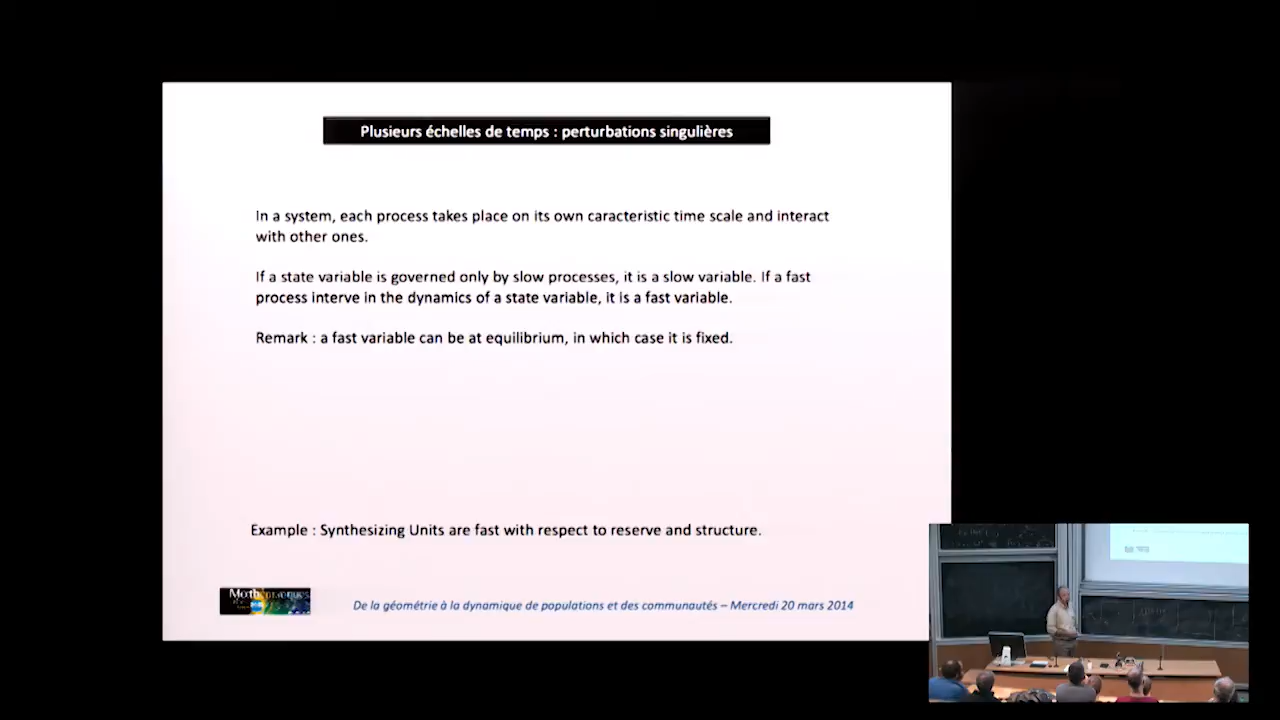 Plusieurs échelles de temps : perturbations singulières
In a system, each process takes place on its own caracteristic time scale and interact
with other ones.
If a state variable is governed only by slow processes, it is a slow variable. If a fast
process interve in the dynamics of a state variable, it is a fast variable.
Remark : a fast variable can be at equilibrium, in which case it is fixed.
Example : Synthesizing Units are fast with respect to reserve and structure.
De la géométrie à la dynamique de populations et des communautés – Mercredi 20 mars 2014